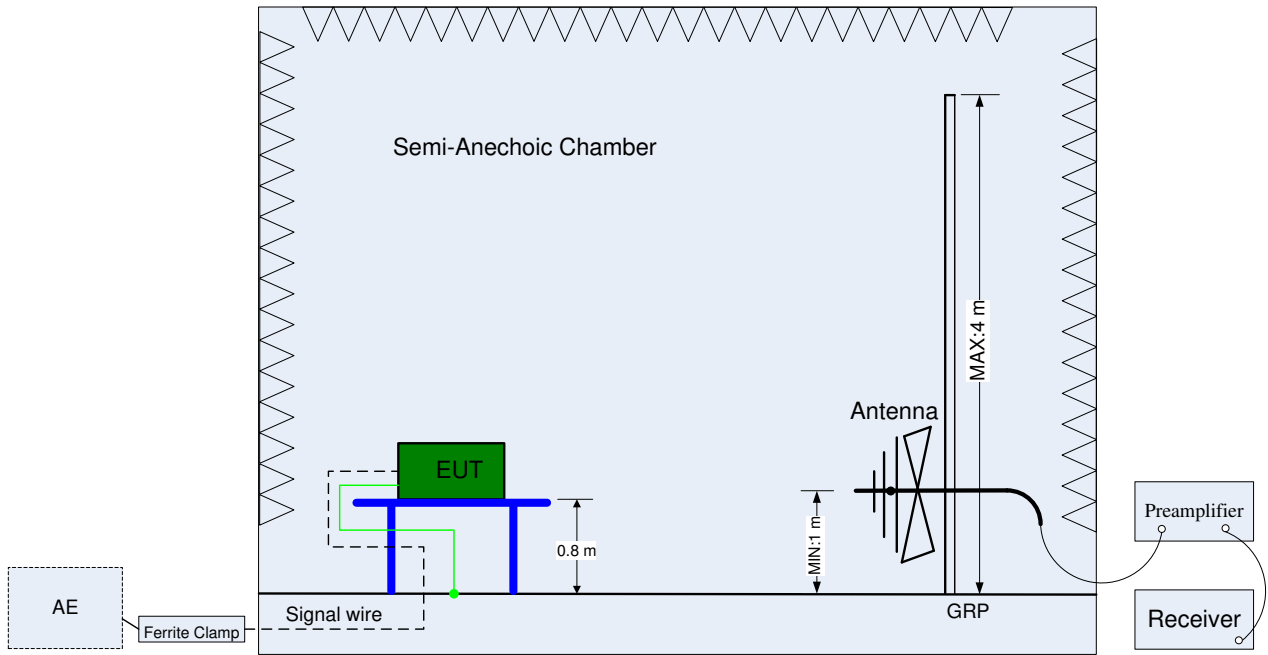 Semi-Anechoic Chamber
MAX:4 m
Antenna
EUT
Preamplifier
0.8 m
MIN:1 m
AE
Signal wire
GRP
Receiver
Ferrite Clamp